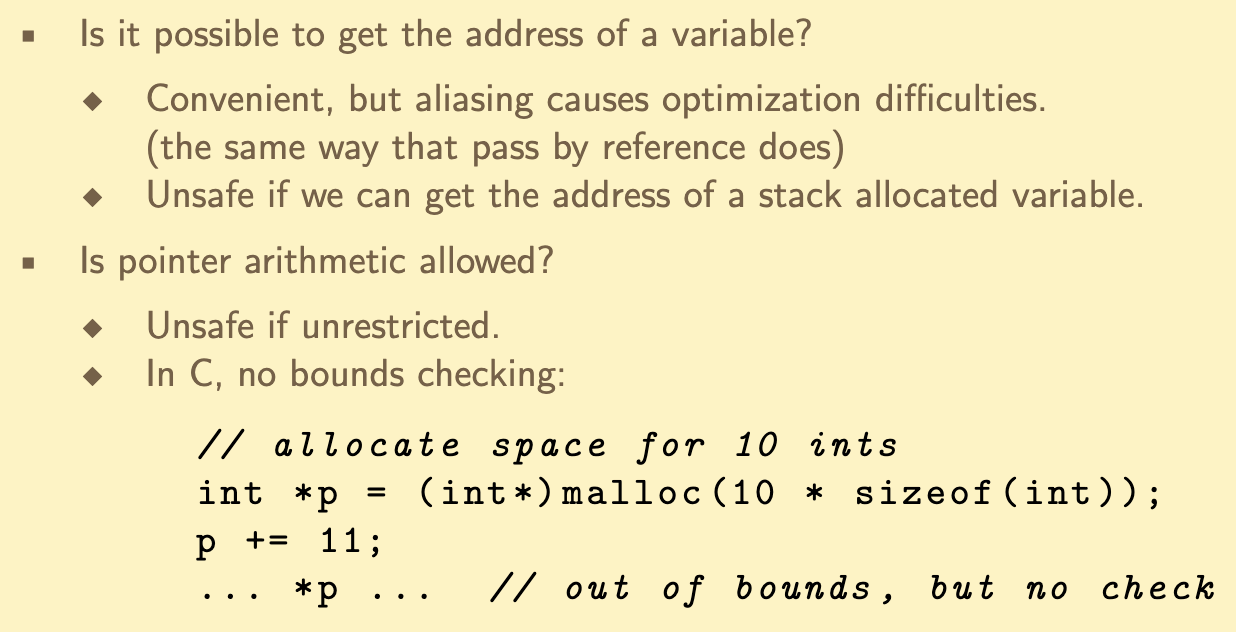 ▪ Is it possible to get the address of a variable?
◆ Convenient, but aliasing causes optimization difficulties.
(the same way that pass by reference does)
◆ Unsafe if we can get the address of a stack allocated variable.
▪ Is pointer arithmetic allowed?
◆ Unsafe if unrestricted.
◆ In C, no bounds checking:
// allocate space for 10 ints
int *p = (int*)malloc(10 * sizeof(int));
p += 11;
... *p ... // out of bounds, but no check